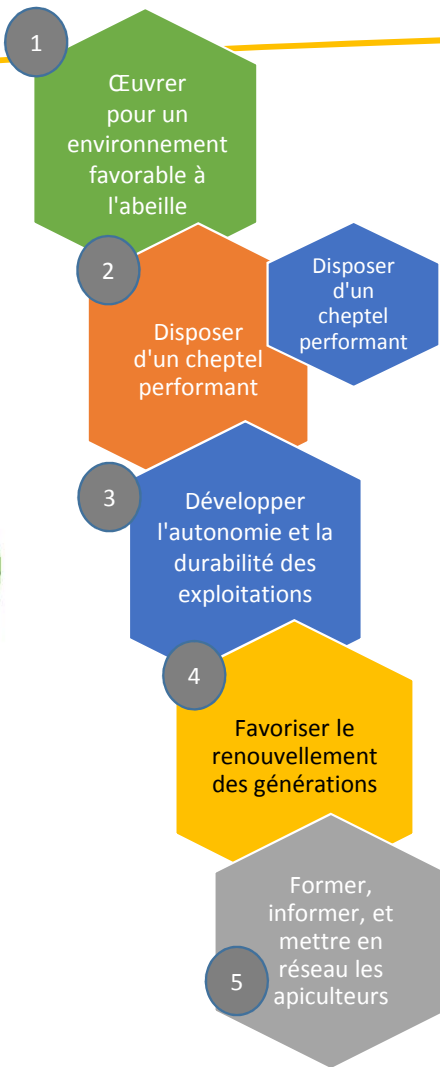 1
Œuvrer
pour un
environnement
favorable à
l'abeille
2
Disposer
d'un cheptel
performant
Disposer
d'un
cheptel
performant
3
Développer
l'autonomie et la
durabilité des
exploitations
4
Favoriser le
renouvellement
des générations
5
Former,
informer, et
mettre en
réseau les
apiculteurs